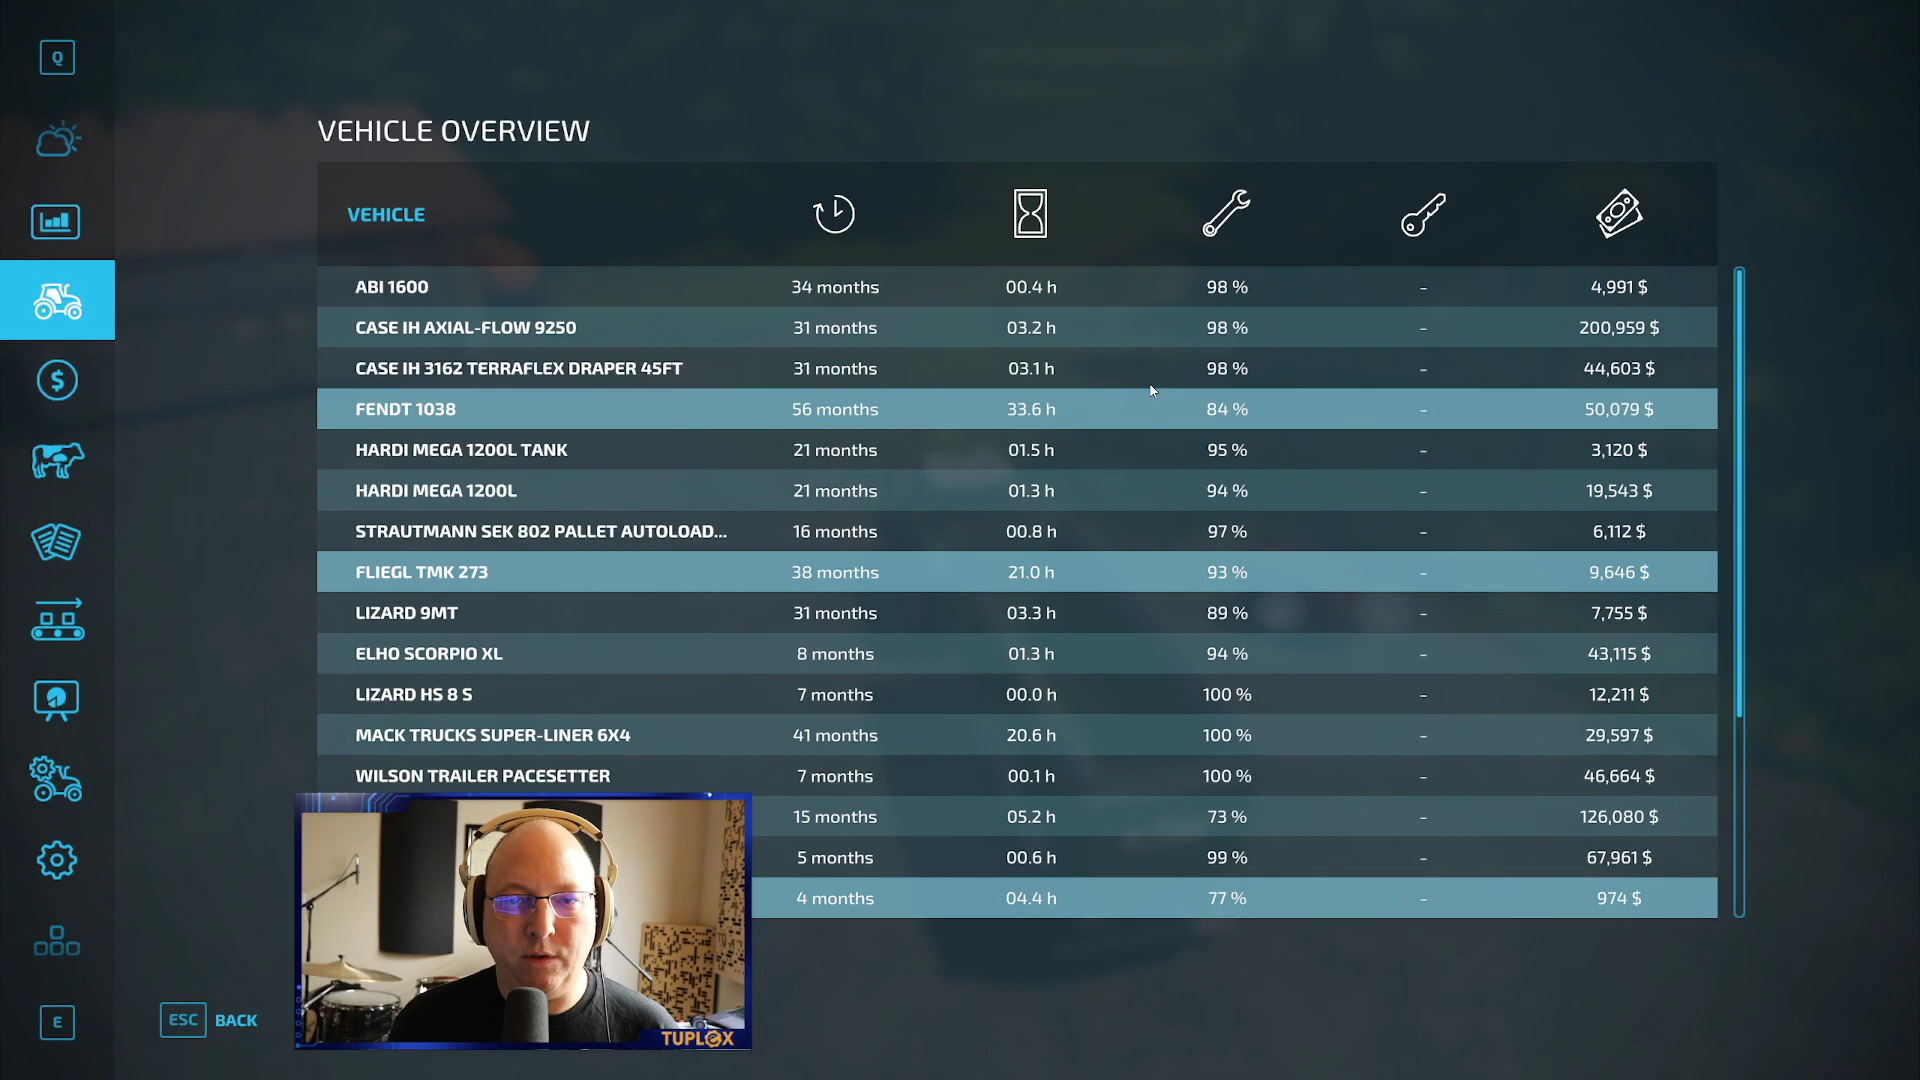 Q
VEHICLE OVERVIEW
VEHICLE
ABI 1600 34 months 00.4 h 98 % - 4,991 $
CASE IH AXIAL-FLOW 9250 31 months 03.2 h 98 % - 200,959 $
CASE IH 3162 TERRAFLEX DRAPER 45FT 31 months 03.1 h 98 % - 44,603 $
FENDT 1038 56 months 33.6 h 84 % - 50,079 $
HARDI MEGA 1200L TANK 21 months 01.5 h 95 % - 3,120 $
HARDI MEGA 1200L 21 months 01.3 h 94 % - 19,543 $
STRAUTMANN SEK 802 PALLET AUTOLOAD... 16 months 00.8 h 97 % - 6,112 $
FLIEGL TMK 273 38 months 21.0 h 93 % - 9,646 $
LIZARD 9MT 31 months 03.3 h 89 % - 7,755 $
ELHO SCORPIO XL 8 months 01.3 h 94 % - 43,115 $
LIZARD HS 8 S 7 months 00.0 h 100 % - 12,211 $
MACK TRUCKS SUPER-LINER 6X4 41 months 20.6 h 100 % - 29,597 $
WILSON TRAILER PACESETTER 7 months 00.1 h 100 % - 46,664 $
15 months 05.2 h 73 % - 126,080 $
5 months 00.6 h 99 % - 67,961 $
4 months 04.4 h 77 % - 974 $
E
ESC BACK
TUPLEX